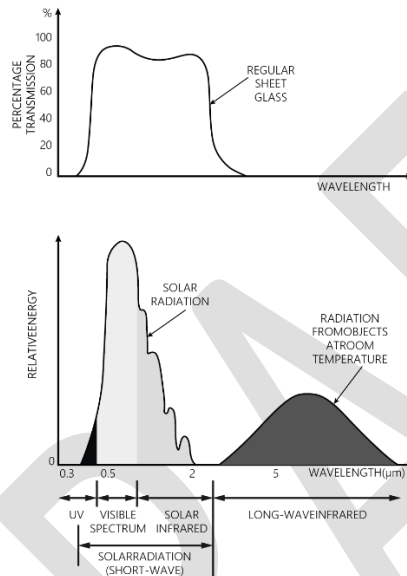 %
100
80
60
40
20
0
PERCENTAGE
TRANSMISSION
REGULAR
SHEET
GLASS
WAVELENGTH
RELATIVEENERGY
SOLAR
RADIATION
RADIATION
FROMOBJECTS
ATROOM
TEMPERATURE
0
0.3 0.5 2 5 WAVELENGTH(μm)
UV VISIBLE SPECTRUM SOLAR INFRARED LONG-WAVEINFRARED
SOLARRADIATION
(SHORT-WAVE)